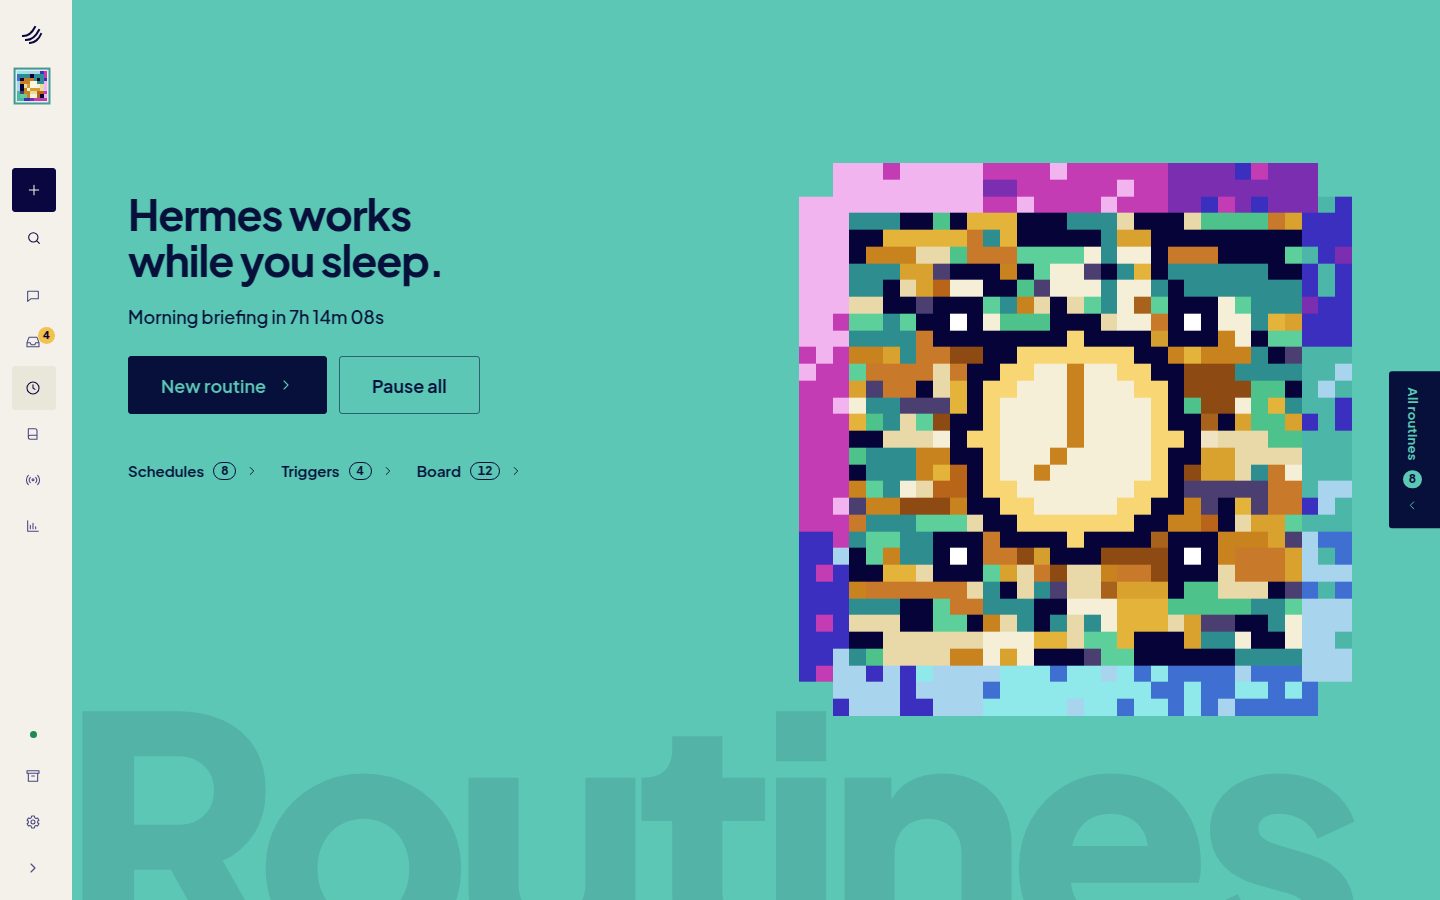 4
Hermes works
while you sleep.
Morning briefing in 7h 14m 08s
New routine
Pause all
Schedules 8
Triggers 4
Board 12
All routines 8
Routines